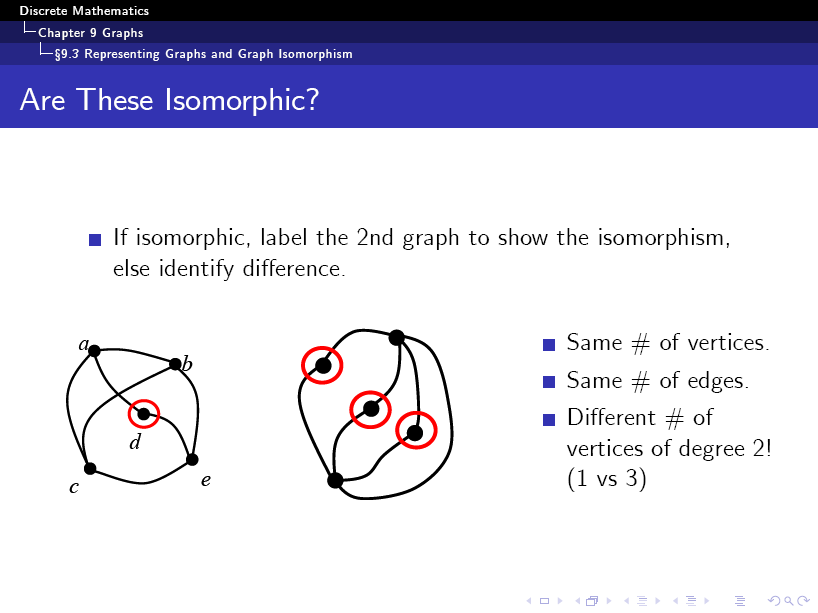 Discrete Mathematics
Chapter 9 Graphs
§9.3 Representing Graphs and Graph Isomorphism
Are These Isomorphic?
If isomorphic, label the 2nd graph to show the isomorphism,
else identify difference.
a
b
d
c
e
Same # of vertices.
Same # of edges.
Different # of
vertices of degree 2!
(1 vs 3)